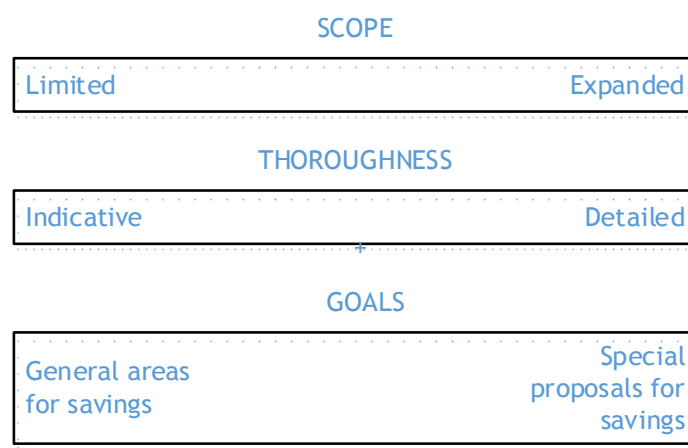 SCOPE
Limited Expanded
THOROUGHNESS
Indicative Detailed
GOALS
General areas
for savings
Special
proposals for
savings